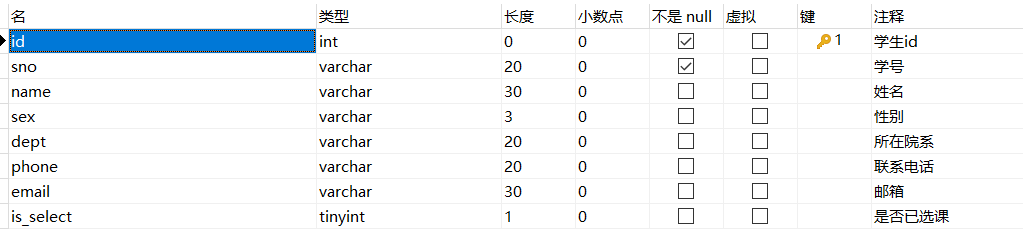 名 类型 长度 小数点 不是 null 虚拟 键 注释
id int 0 0 1 学生id
sno varchar 20 0 学号
name varchar 30 0 姓名
sex varchar 3 0 性别
dept varchar 20 0 所在院系
phone varchar 20 0 联系电话
email varchar 30 0 邮箱
is_select tinyint 1 0 是否已选课